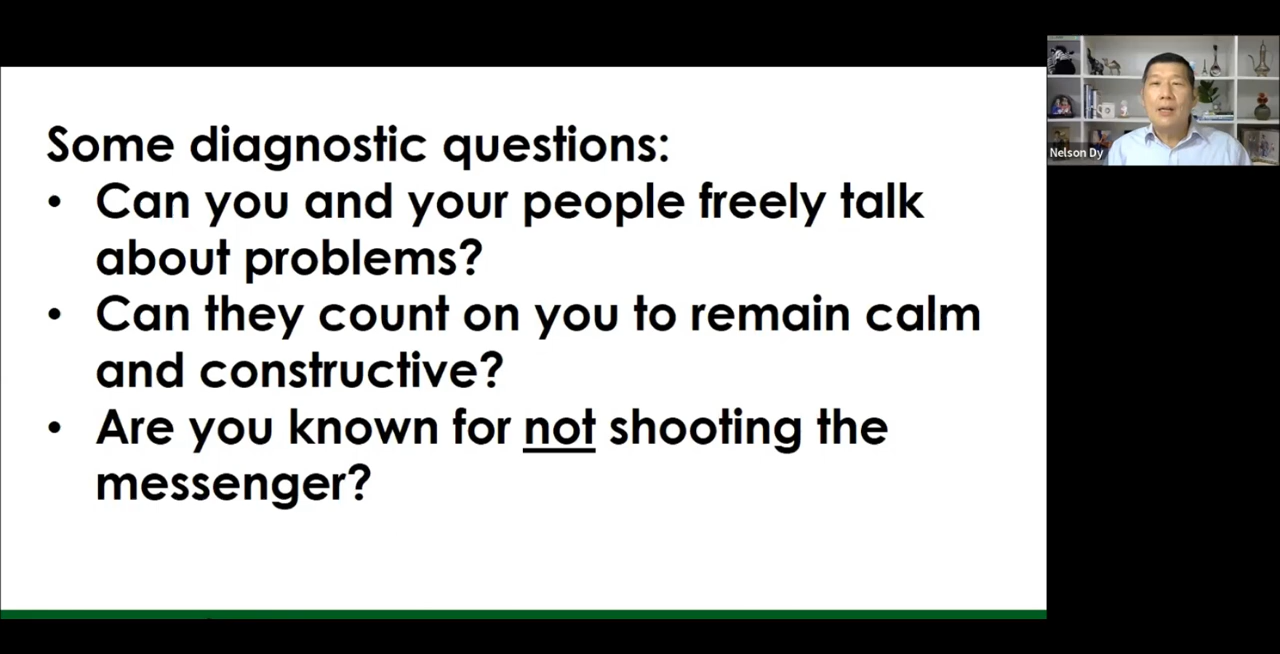 Some diagnostic questions:
• Can you and your people freely talk
about problems?
• Can they count on you to remain calm
and constructive?
• Are you known for not shooting the
messenger?
Nelson Dy